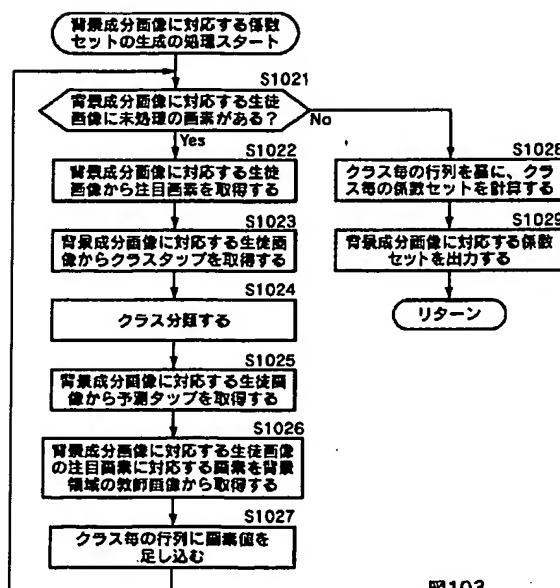 背景成分画像に対応する係数
セットの生成の処理スタート
S1021
背景成分画像に対応する生徒
画像に未処理の画素がある?
No
Yes
S1022
背景成分画像に対応する生徒
画像から注目画素を取得する
S1023
背景成分画像に対応する生徒画
像からクラスタップを取得する
S1024
クラス分類する
S1025
背景成分画像に対応する生徒画
像から予測タップを取得する
S1026
背景成分画像に対応する生徒画像
の注目画素に対応する画素を背景
領域の教師画像から取得する
S1027
クラス毎の行列に画素値を
足し込む
S1028
クラス毎の行列を基に、クラ
ス毎の係数セットを計算する
S1029
背景成分画像に対応する係数
セットを出力する
リターン
図103